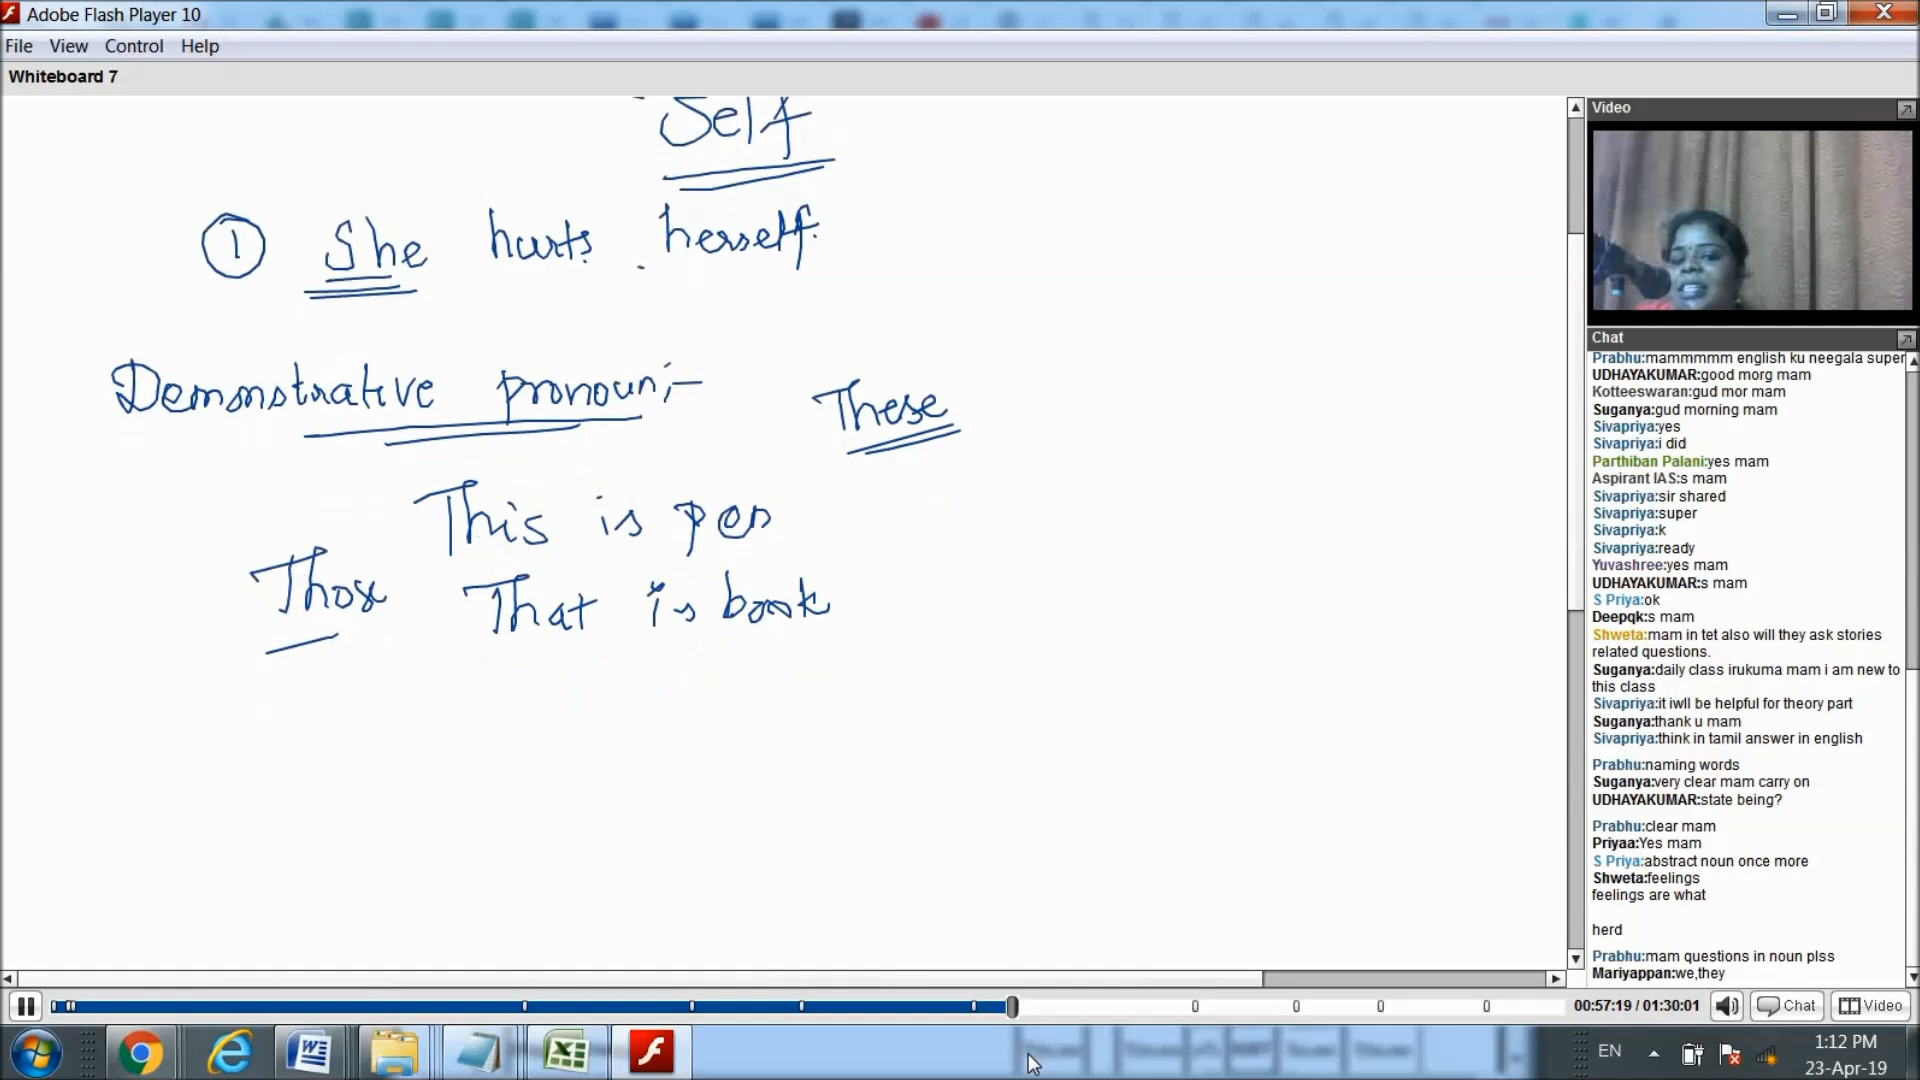 Adobe Flash Player 10
File View Control Help
Whiteboard 7
Self
1 She hurts herself.
Demonstrative pronoun;-
These
This is pen
Those That is book
Video
Chat
Prabhu:mammmmm english ku neegala super
UDHAYAKUMAR:good morg mam
Kotteeswaran:gud mor mam
Suganya:gud morning mam
Sivapriya:yes
Sivapriya:i did
Parthiban Palani:yes mam
Aspirant IAS:s mam
Sivapriya:sir shared
Sivapriya:super
Sivapriya:k
Sivapriya:ready
Yuvashree:yes mam
UDHAYAKUMAR:s mam
S Priya:ok
Deepqk:s mam
Shweta:mam in tet also will they ask stories
related questions.
Suganya:daily class irukuma mam i am new to
this class
Sivapriya:it iwll be helpful for theory part
Suganya:thank u mam
Sivapriya:think in tamil answer in english
Prabhu:naming words
Suganya:very clear mam carry on
UDHAYAKUMAR:state being?
Prabhu:clear mam
Priyaa:Yes mam
S Priya:abstract noun once more
Shweta:feelings
feelings are what
herd
Prabhu:mam questions in noun plss
Mariyappan:we,they
00:57:19 / 01:30:01 Chat Video
EN
1:12 PM
23-Apr-19